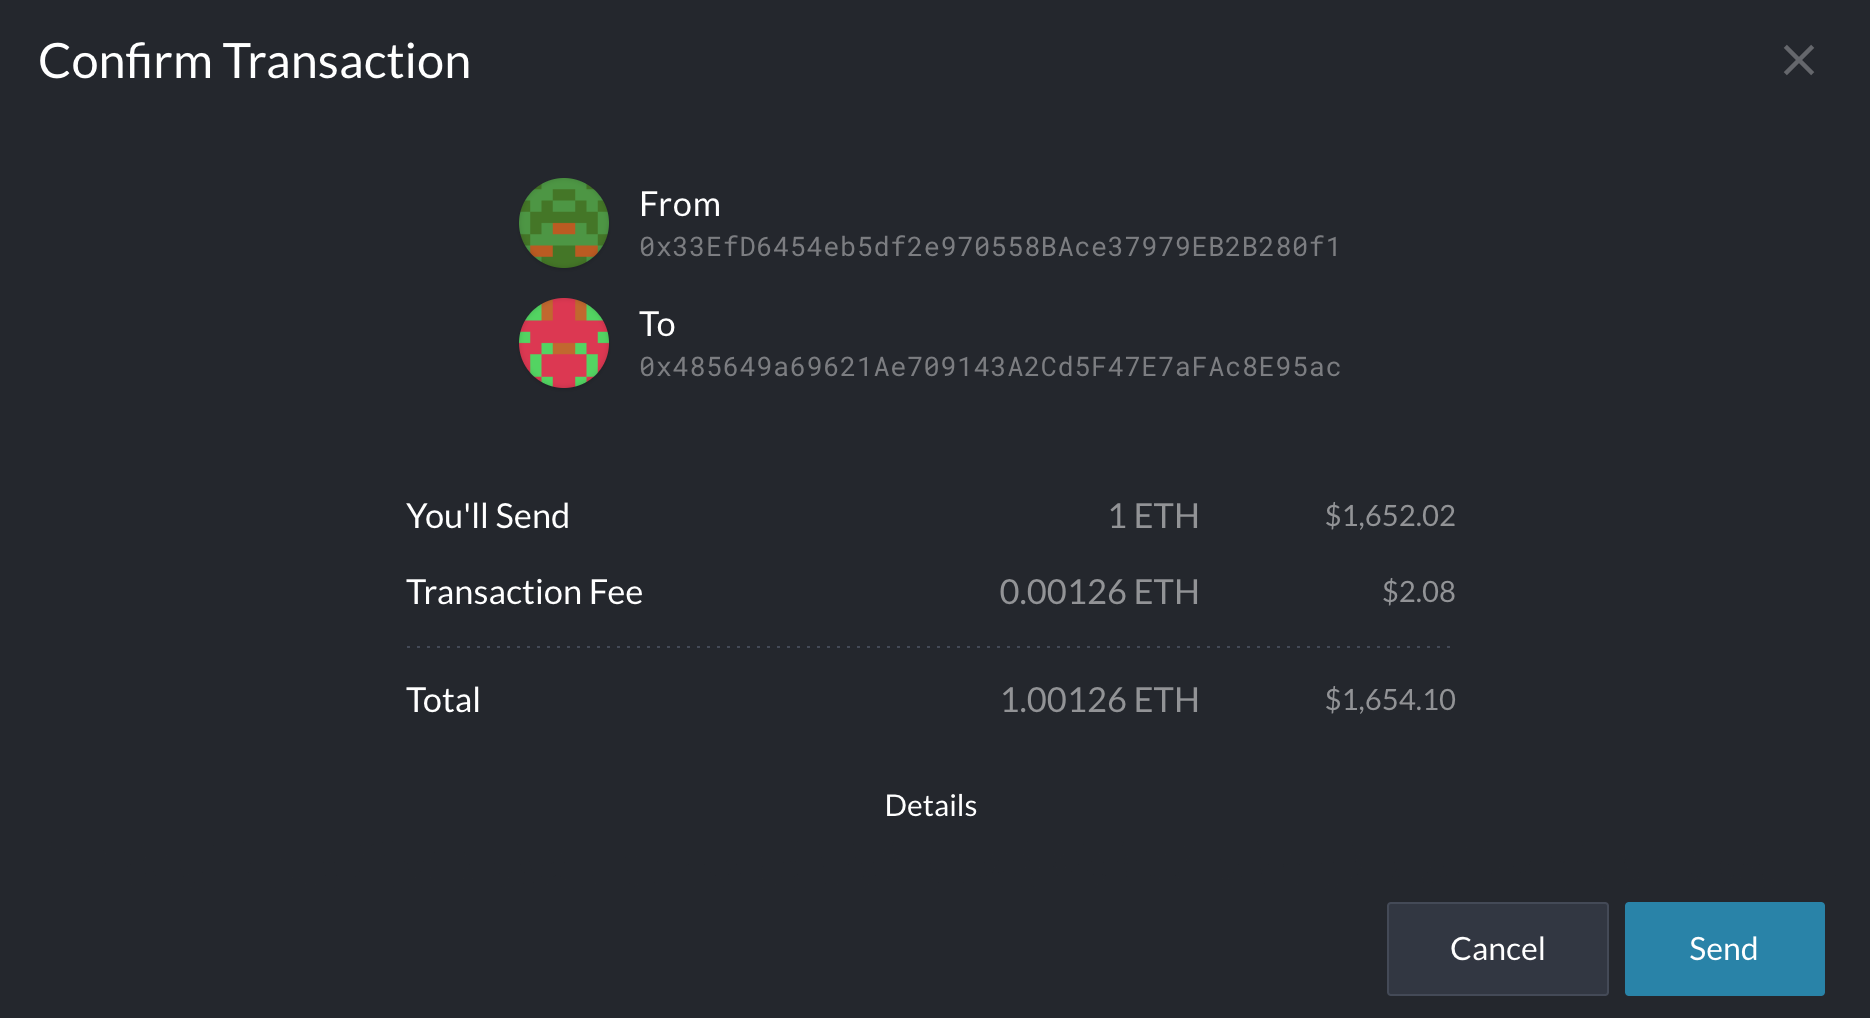 Confirm Transaction
From
0x33EfD6454eb5df2e970558BAce37979EB2B280f1
To
0x485649a69621Ae709143A2Cd5F47E7aFAc8E95ac
You'll Send 1 ETH $1,652.02
Transaction Fee 0.00126 ETH $2.08
Total 1.00126 ETH $1,654.10
Details
Cancel Send